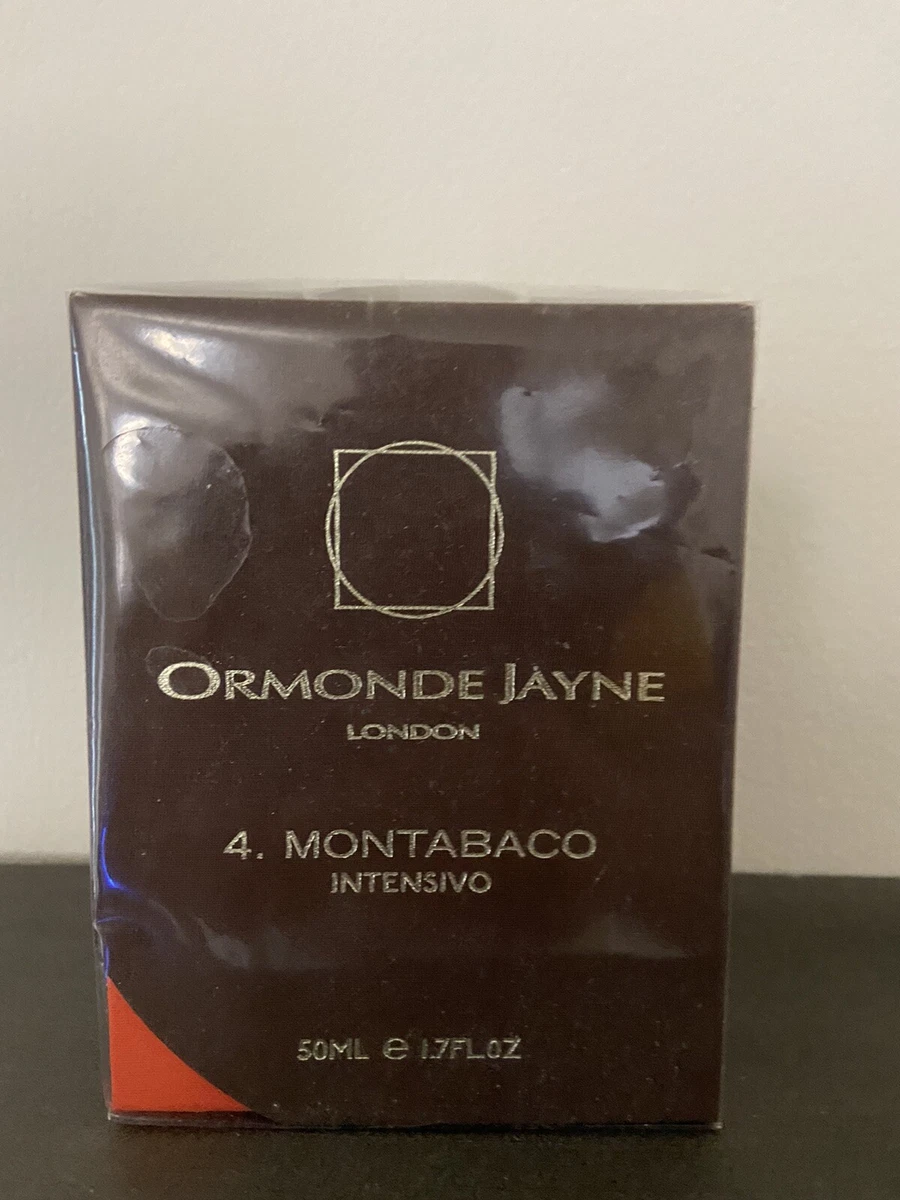 ORMONDE JAYNE
LONDON
4. MONTABACO
INTENSIVO
50ML e 1.7FL.OZ